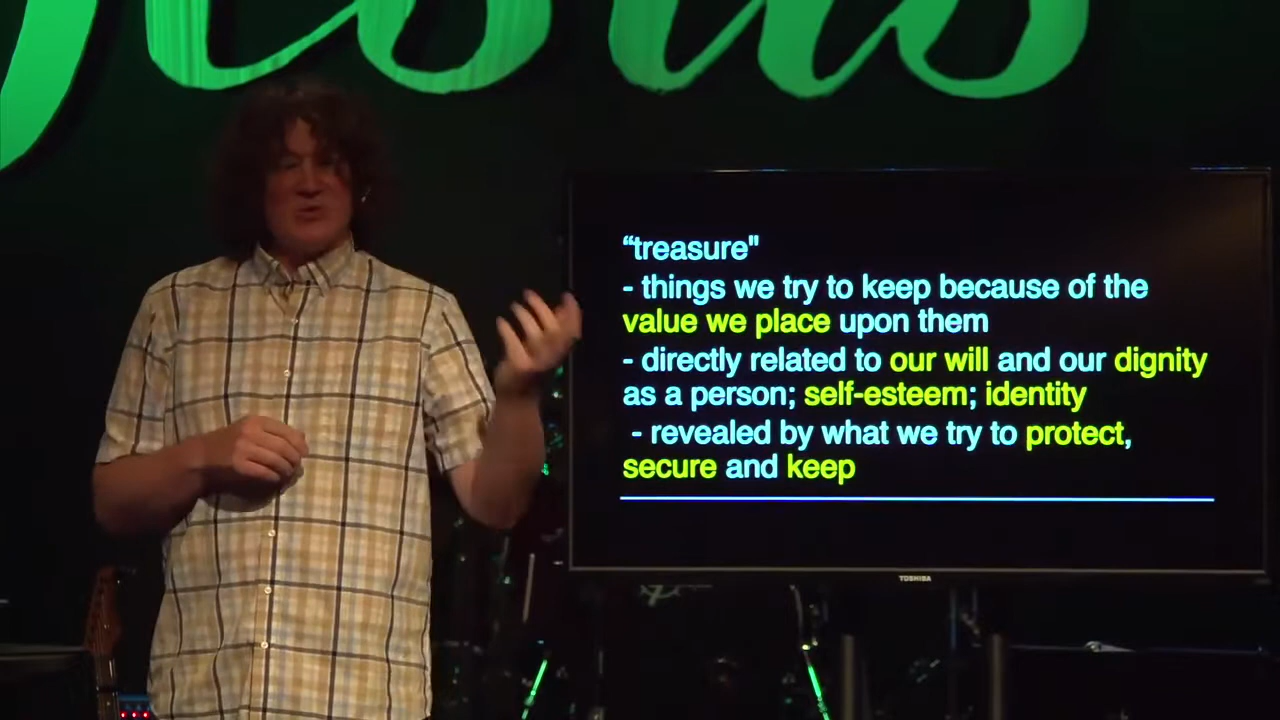 Jesus
“treasure"
- things we try to keep because of the
value we place upon them
- directly related to our will and our dignity
as a person; self-esteem; identity
- revealed by what we try to protect,
secure and keep
TOSHIBA